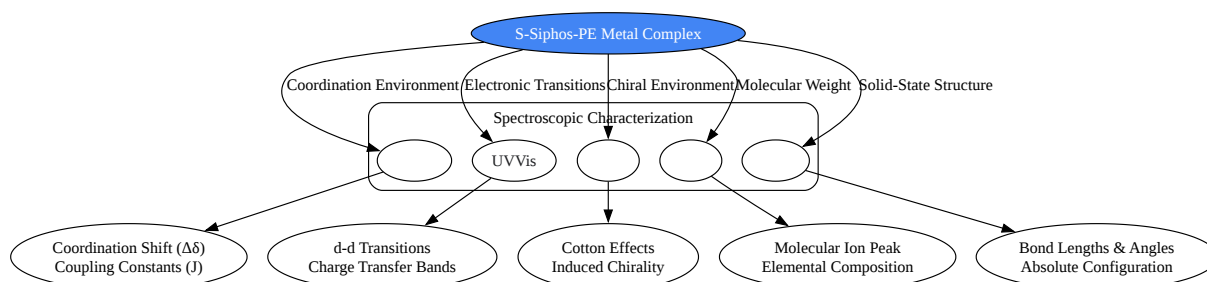 S-Siphos-PE Metal Complex
Coordination Environment
Electronic Transitions
Chiral Environment
Molecular Weight
Solid-State Structure
Spectroscopic Characterization
UVVis
Coordination Shift (Δδ)
Coupling Constants (J)
d-d Transitions
Charge Transfer Bands
Cotton Effects
Induced Chirality
Molecular Ion Peak
Elemental Composition
Bond Lengths & Angles
Absolute Configuration